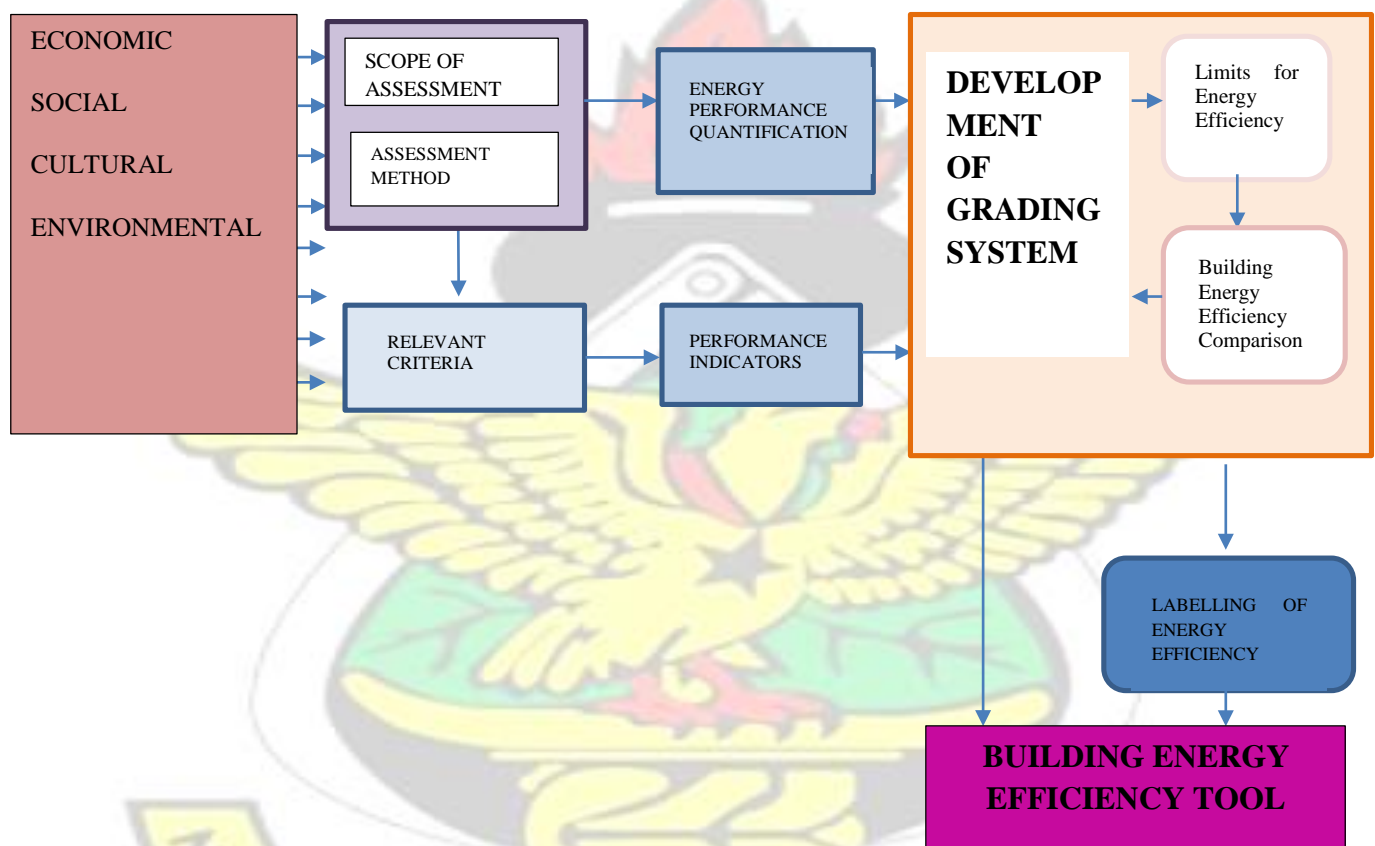 ECONOMIC
SOCIAL
CULTURAL
ENVIRONMENTAL
SCOPE OF
ASSESSMENT
ASSESSMENT
METHOD
RELEVANT
CRITERIA
ENERGY
PERFORMANCE
QUANTIFICATION
PERFORMANCE
INDICATORS
DEVELOP
MENT
OF
GRADING
SYSTEM
Limits for
Energy
Efficiency
Building
Energy
Efficiency
Comparison
LABELLING OF
ENERGY
EFFICIENCY
BUILDING ENERGY
EFFICIENCY TOOL